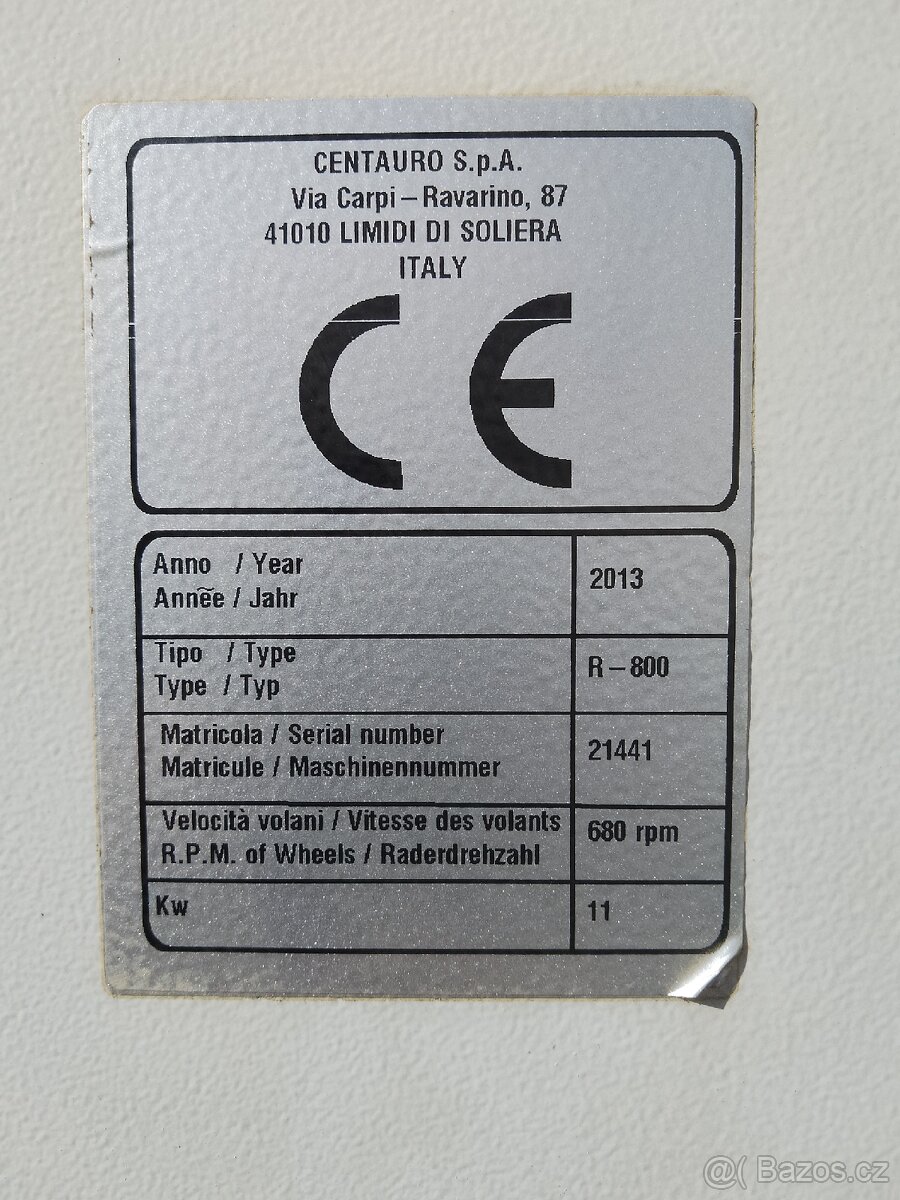 CENTAURO S.p.A.
Via Carpi – Ravarino, 87
41010 LIMIDI DI SOLIERA
ITALY
CE
Anno / Year
Annẽe / Jahr
2013
Tipo / Type
Type / Typ
R – 800
Matricola / Serial number
Matricule / Maschinennummer
21441
Velocità volani / Vitesse des volants
R.P.M. of Wheels / Raderdrehzahl
680 rpm
Kw
11
@( Bazos.cz